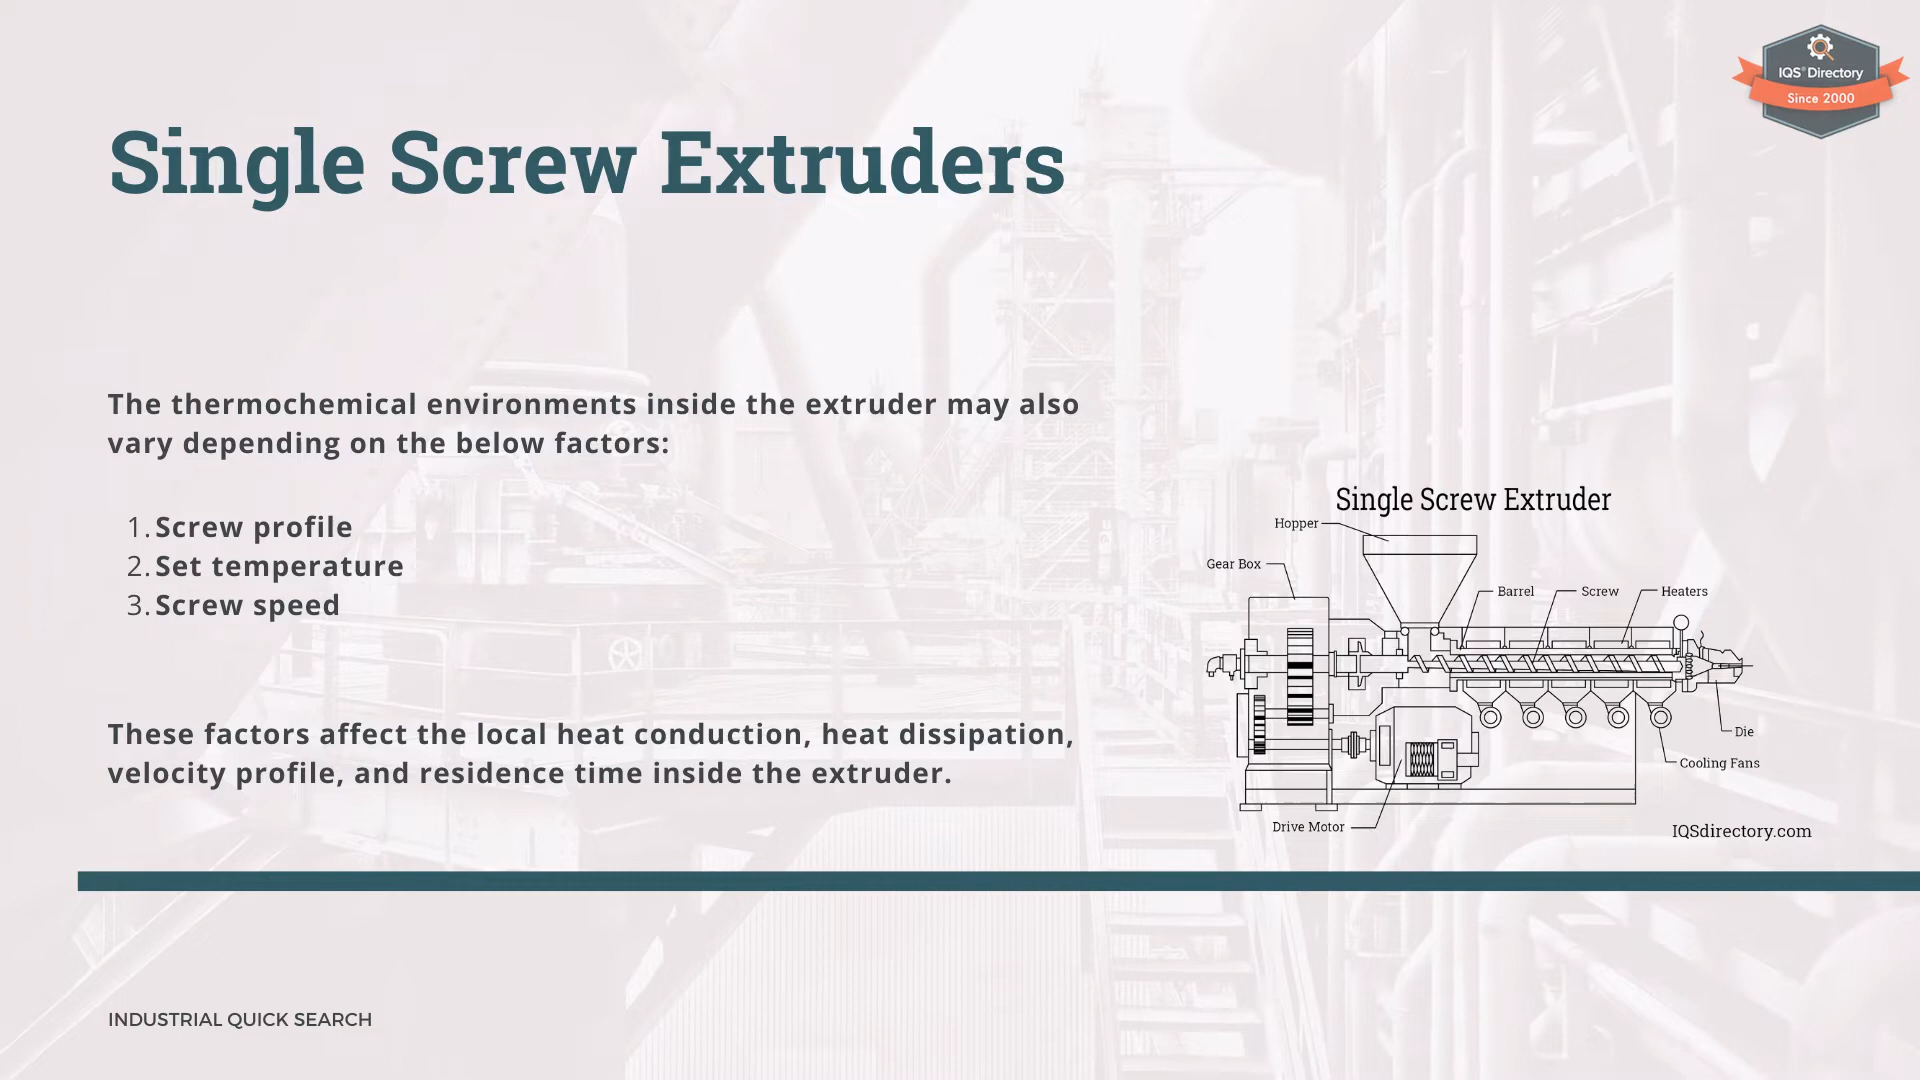 IQS® Directory
Since 2000
Single Screw Extruders
The thermochemical environments inside the extruder may also
vary depending on the below factors:
1. Screw profile
2. Set temperature
3. Screw speed
These factors affect the local heat conduction, heat dissipation,
velocity profile, and residence time inside the extruder.
Single Screw Extruder
Hopper
Gear Box
Barrel
Screw
Heaters
Die
Cooling Fans
Drive Motor
IQSdirectory.com
INDUSTRIAL QUICK SEARCH